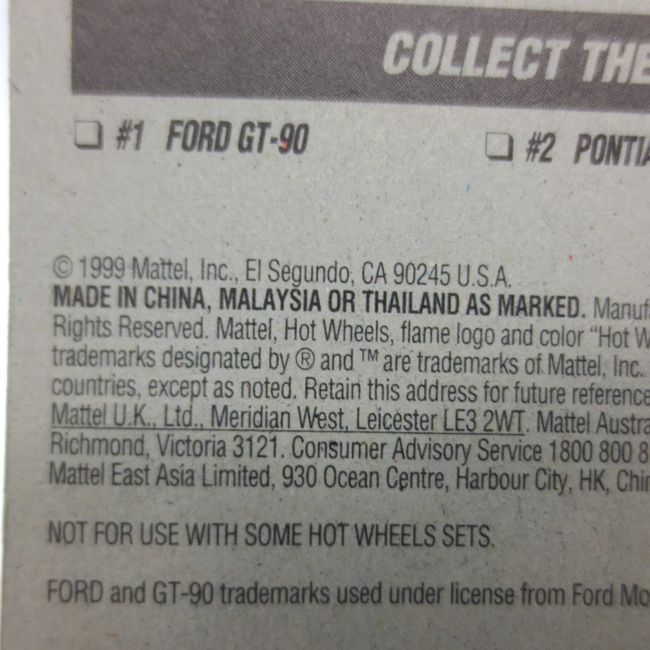 COLLECT THE
#1 FORD GT-90
#2 PONTIA
© 1999 Mattel, Inc., El Segundo, CA 90245 U.S.A.
MADE IN CHINA, MALAYSIA OR THAILAND AS MARKED. Manuf
Rights Reserved. Mattel, Hot Wheels, flame logo and color "Hot W
trademarks designated by ® and ™ are trademarks of Mattel, Inc.
countries, except as noted. Retain this address for future reference
Mattel U.K., Ltd., Meridian West, Leicester LE3 2WT. Mattel Austra
Richmond, Victoria 3121. Consumer Advisory Service 1800 800 8
Mattel East Asia Limited, 930 Ocean Centre, Harbour City, HK, Chin
NOT FOR USE WITH SOME HOT WHEELS SETS.
FORD and GT-90 trademarks used under license from Ford Mo